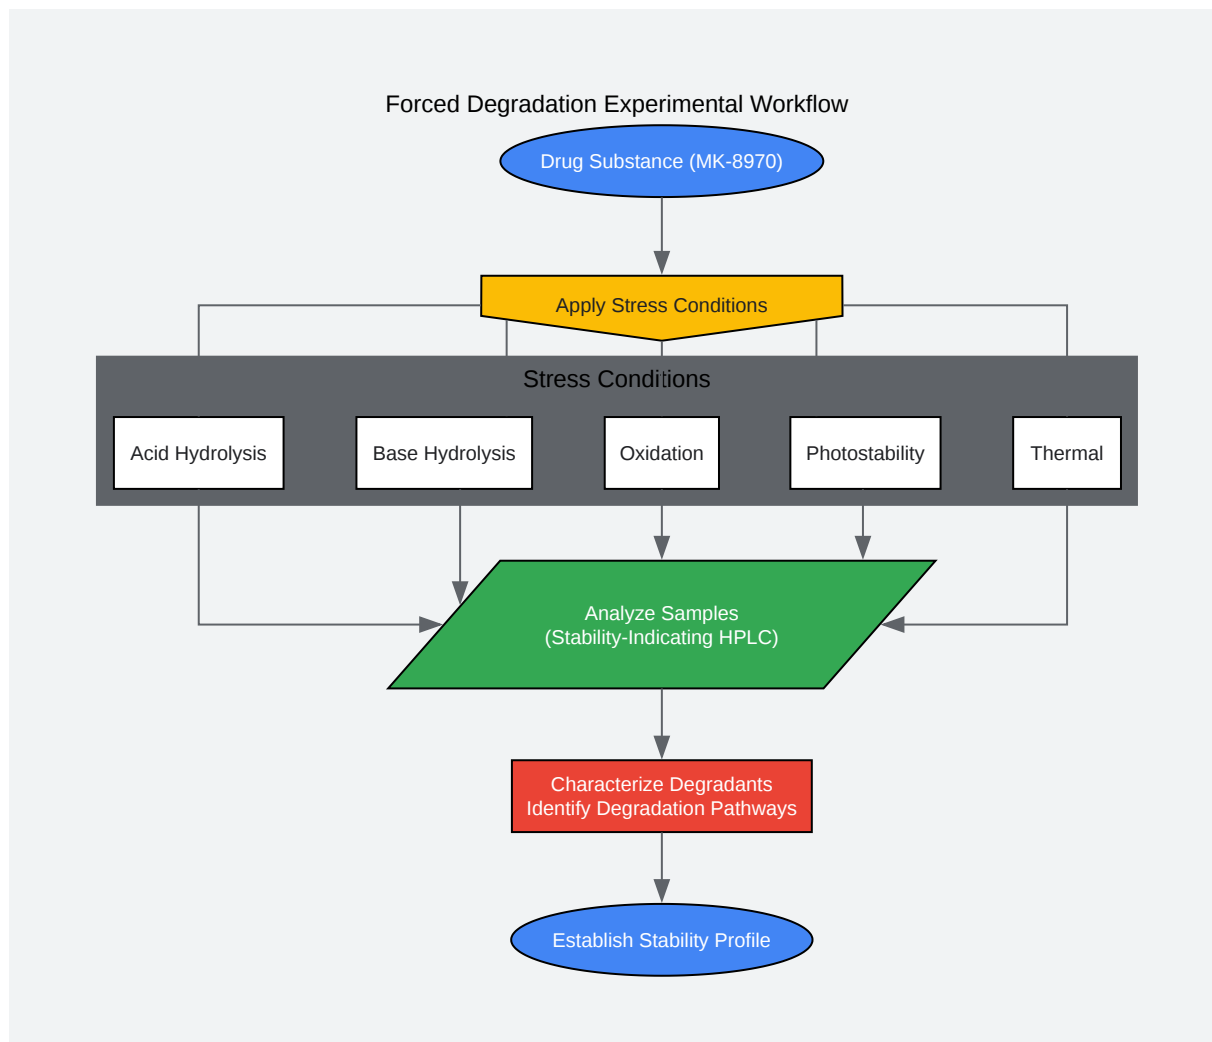 Forced Degradation Experimental Workflow
Drug Substance (MK-8970)
Apply Stress Conditions
Stress Conditions
Acid Hydrolysis
Base Hydrolysis
Oxidation
Photostability
Thermal
Analyze Samples
(Stability-Indicating HPLC)
Characterize Degradants
Identify Degradation Pathways
Establish Stability Profile